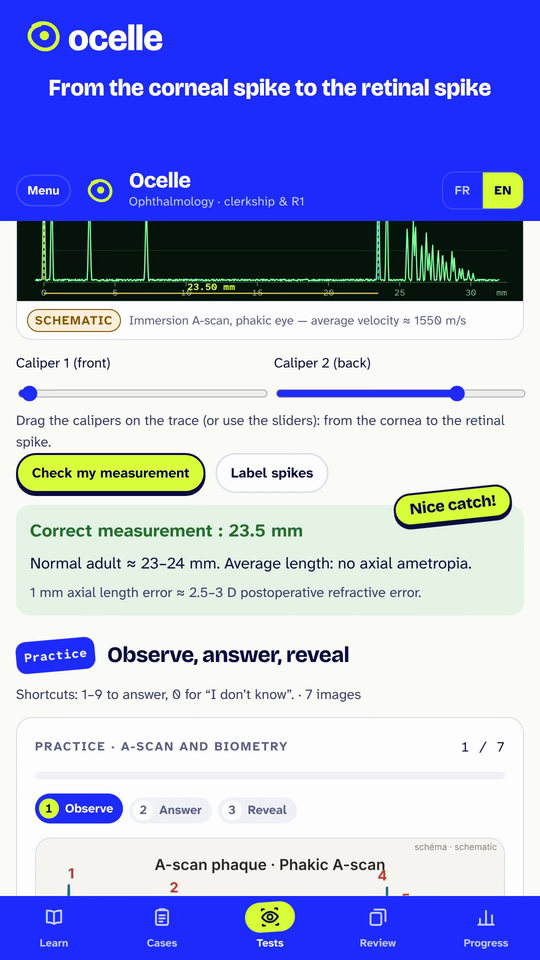 ocelle
From the corneal spike to the retinal spike
Menu
Ocelle
Ophthalmology · clerkship & R1
FR
EN
23.50 mm
0 5 10 15 20 25 30 mm
SCHEMATIC
Immersion A-scan, phakic eye — average velocity ≈ 1550 m/s
Caliper 1 (front)
Caliper 2 (back)
Drag the calipers on the trace (or use the sliders): from the cornea to the retinal
spike.
Check my measurement
Label spikes
Nice catch!
Correct measurement : 23.5 mm
Normal adult ≈ 23–24 mm. Average length: no axial ametropia.
1 mm axial length error ≈ 2.5–3 D postoperative refractive error.
Practice
Observe, answer, reveal
Shortcuts: 1–9 to answer, 0 for “I don’t know”. · 7 images
PRACTICE · A-SCAN AND BIOMETRY
1 / 7
1 Observe
2 Answer
3 Reveal
schéma · schematic
A-scan phaque · Phakic A-scan
1
2
4
Learn
Cases
Tests
Review
Progress